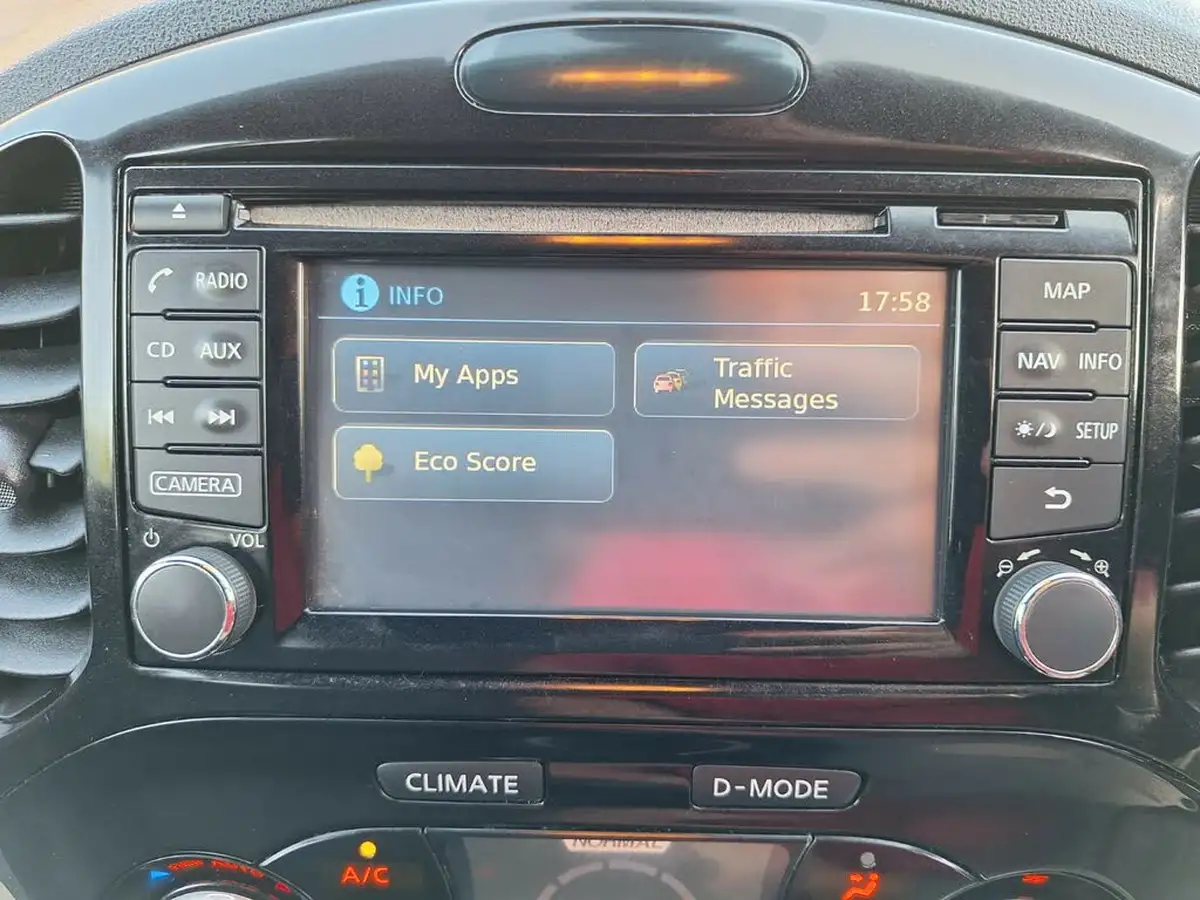 RADIO
CD AUX
CAMERA
VOL
INFO
17:58
My Apps
Traffic
Messages
Eco Score
MAP
NAV INFO
SETUP
CLIMATE
D-MODE
NORMAL
A/C